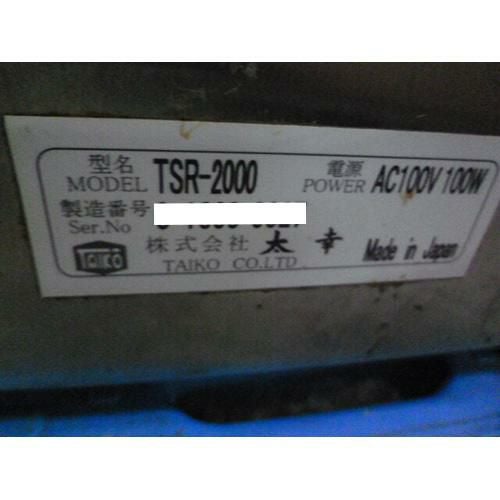 型名 MODEL TSR-2000 電源 POWER AC100V 100W
製造番号 Ser.No
TAIKO 株式会社 太幸 Made in Japan
TAIKO CO.LTD